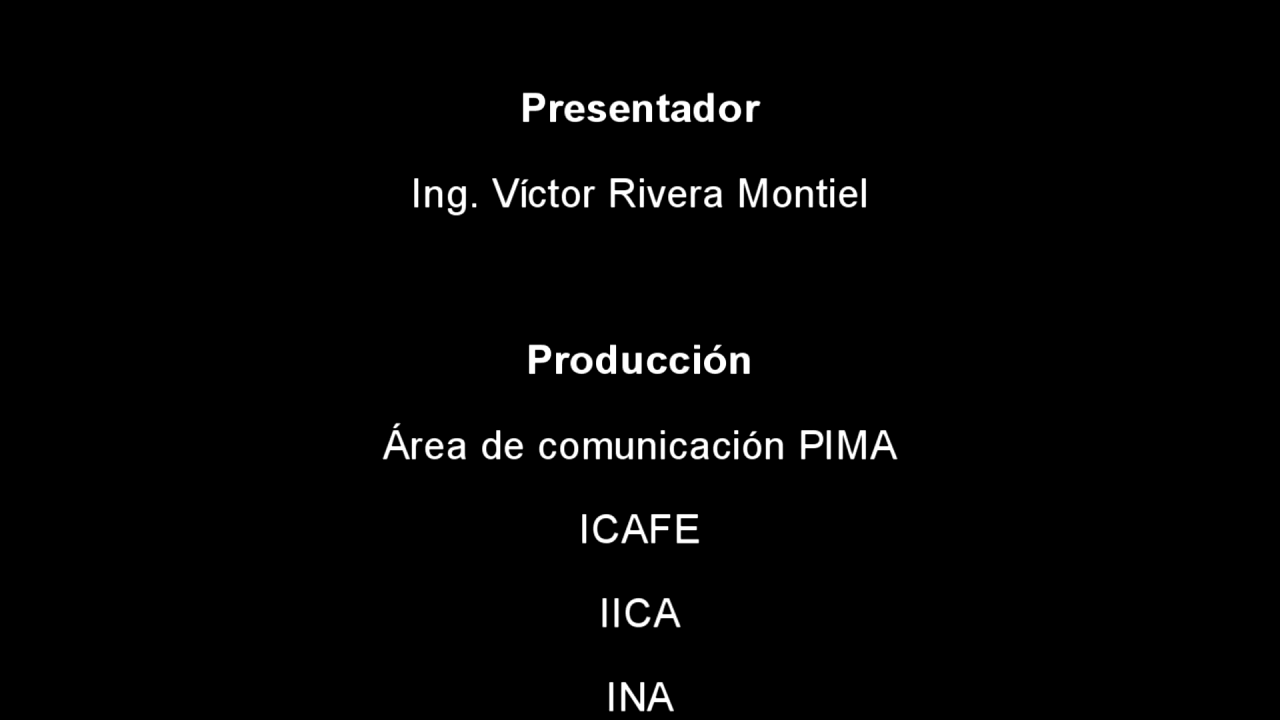 Presentador
Ing. Víctor Rivera Montiel
Producción
Área de comunicación PIMA
ICAFE
IICA
INA